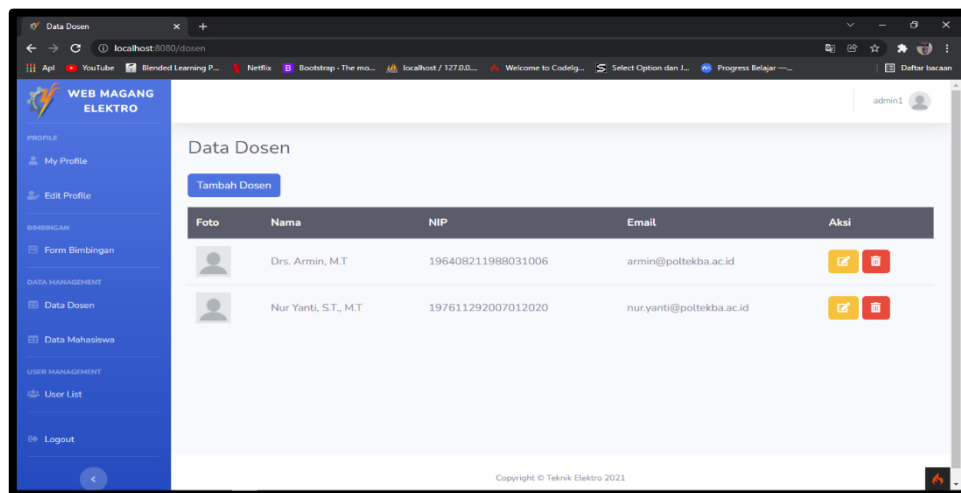 Data Dosen
localhost:8080/dosen
Apl YouTube Blended Learning P... Netflix Bootstrap · The mo... localhost / 127.0.0.... Welcome to CodeIg... Select Option dan J... Progress Belajar —... Daftar bacaan
WEB MAGANG
ELEKTRO
admin1
PROFILE
My Profile
Edit Profile
BIMBINGAN
Form Bimbingan
DATA MANAGEMENT
Data Dosen
Data Mahasiswa
USER MANAGEMENT
User List
Logout
Data Dosen
Tambah Dosen
Foto Nama NIP Email Aksi
Drs. Armin, M.T 196408211988031006 armin@poltekba.ac.id
Nur Yanti, S.T., M.T 197611292007012020 nur.yanti@poltekba.ac.id
Copyright © Teknik Elektro 2021